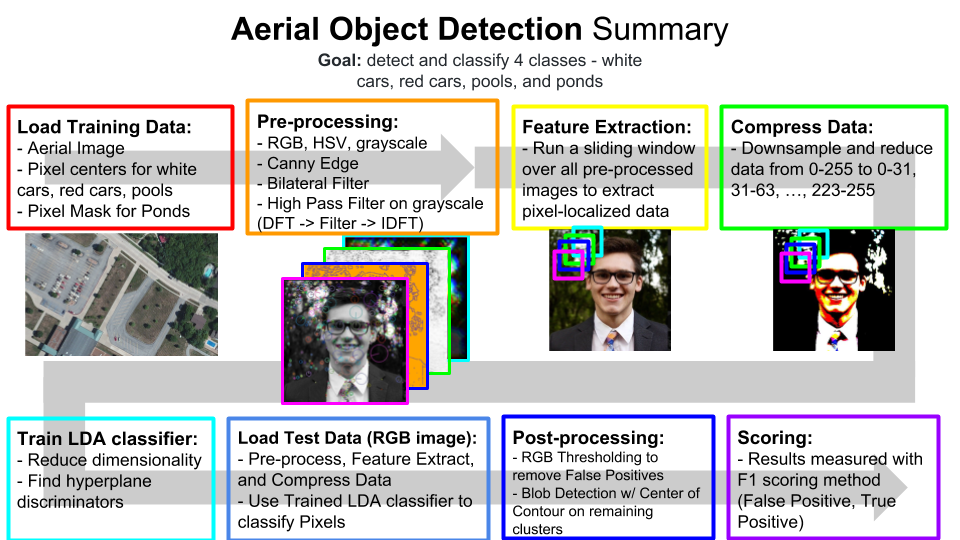 Aerial Object Detection Summary
Goal: detect and classify 4 classes - white
cars, red cars, pools, and ponds
Load Training Data:
- Aerial Image
- Pixel centers for white
cars, red cars, pools
- Pixel Mask for Ponds
Pre-processing:
- RGB, HSV, grayscale
- Canny Edge
- Bilateral Filter
- High Pass Filter on grayscale
(DFT -> Filter -> IDFT)
Feature Extraction:
- Run a sliding window
over all pre-processed
images to extract
pixel-localized data
Compress Data:
- Downsample and reduce
data from 0-255 to 0-31,
31-63, …, 223-255
Train LDA classifier:
- Reduce dimensionality
- Find hyperplane
discriminators
Load Test Data (RGB image):
- Pre-process, Feature Extract,
and Compress Data
- Use Trained LDA classifier to
classify Pixels
Post-processing:
- RGB Thresholding to
remove False Positives
- Blob Detection w/ Center of
Contour on remaining
clusters
Scoring:
- Results measured with
F1 scoring method
(False Positive, True
Positive)